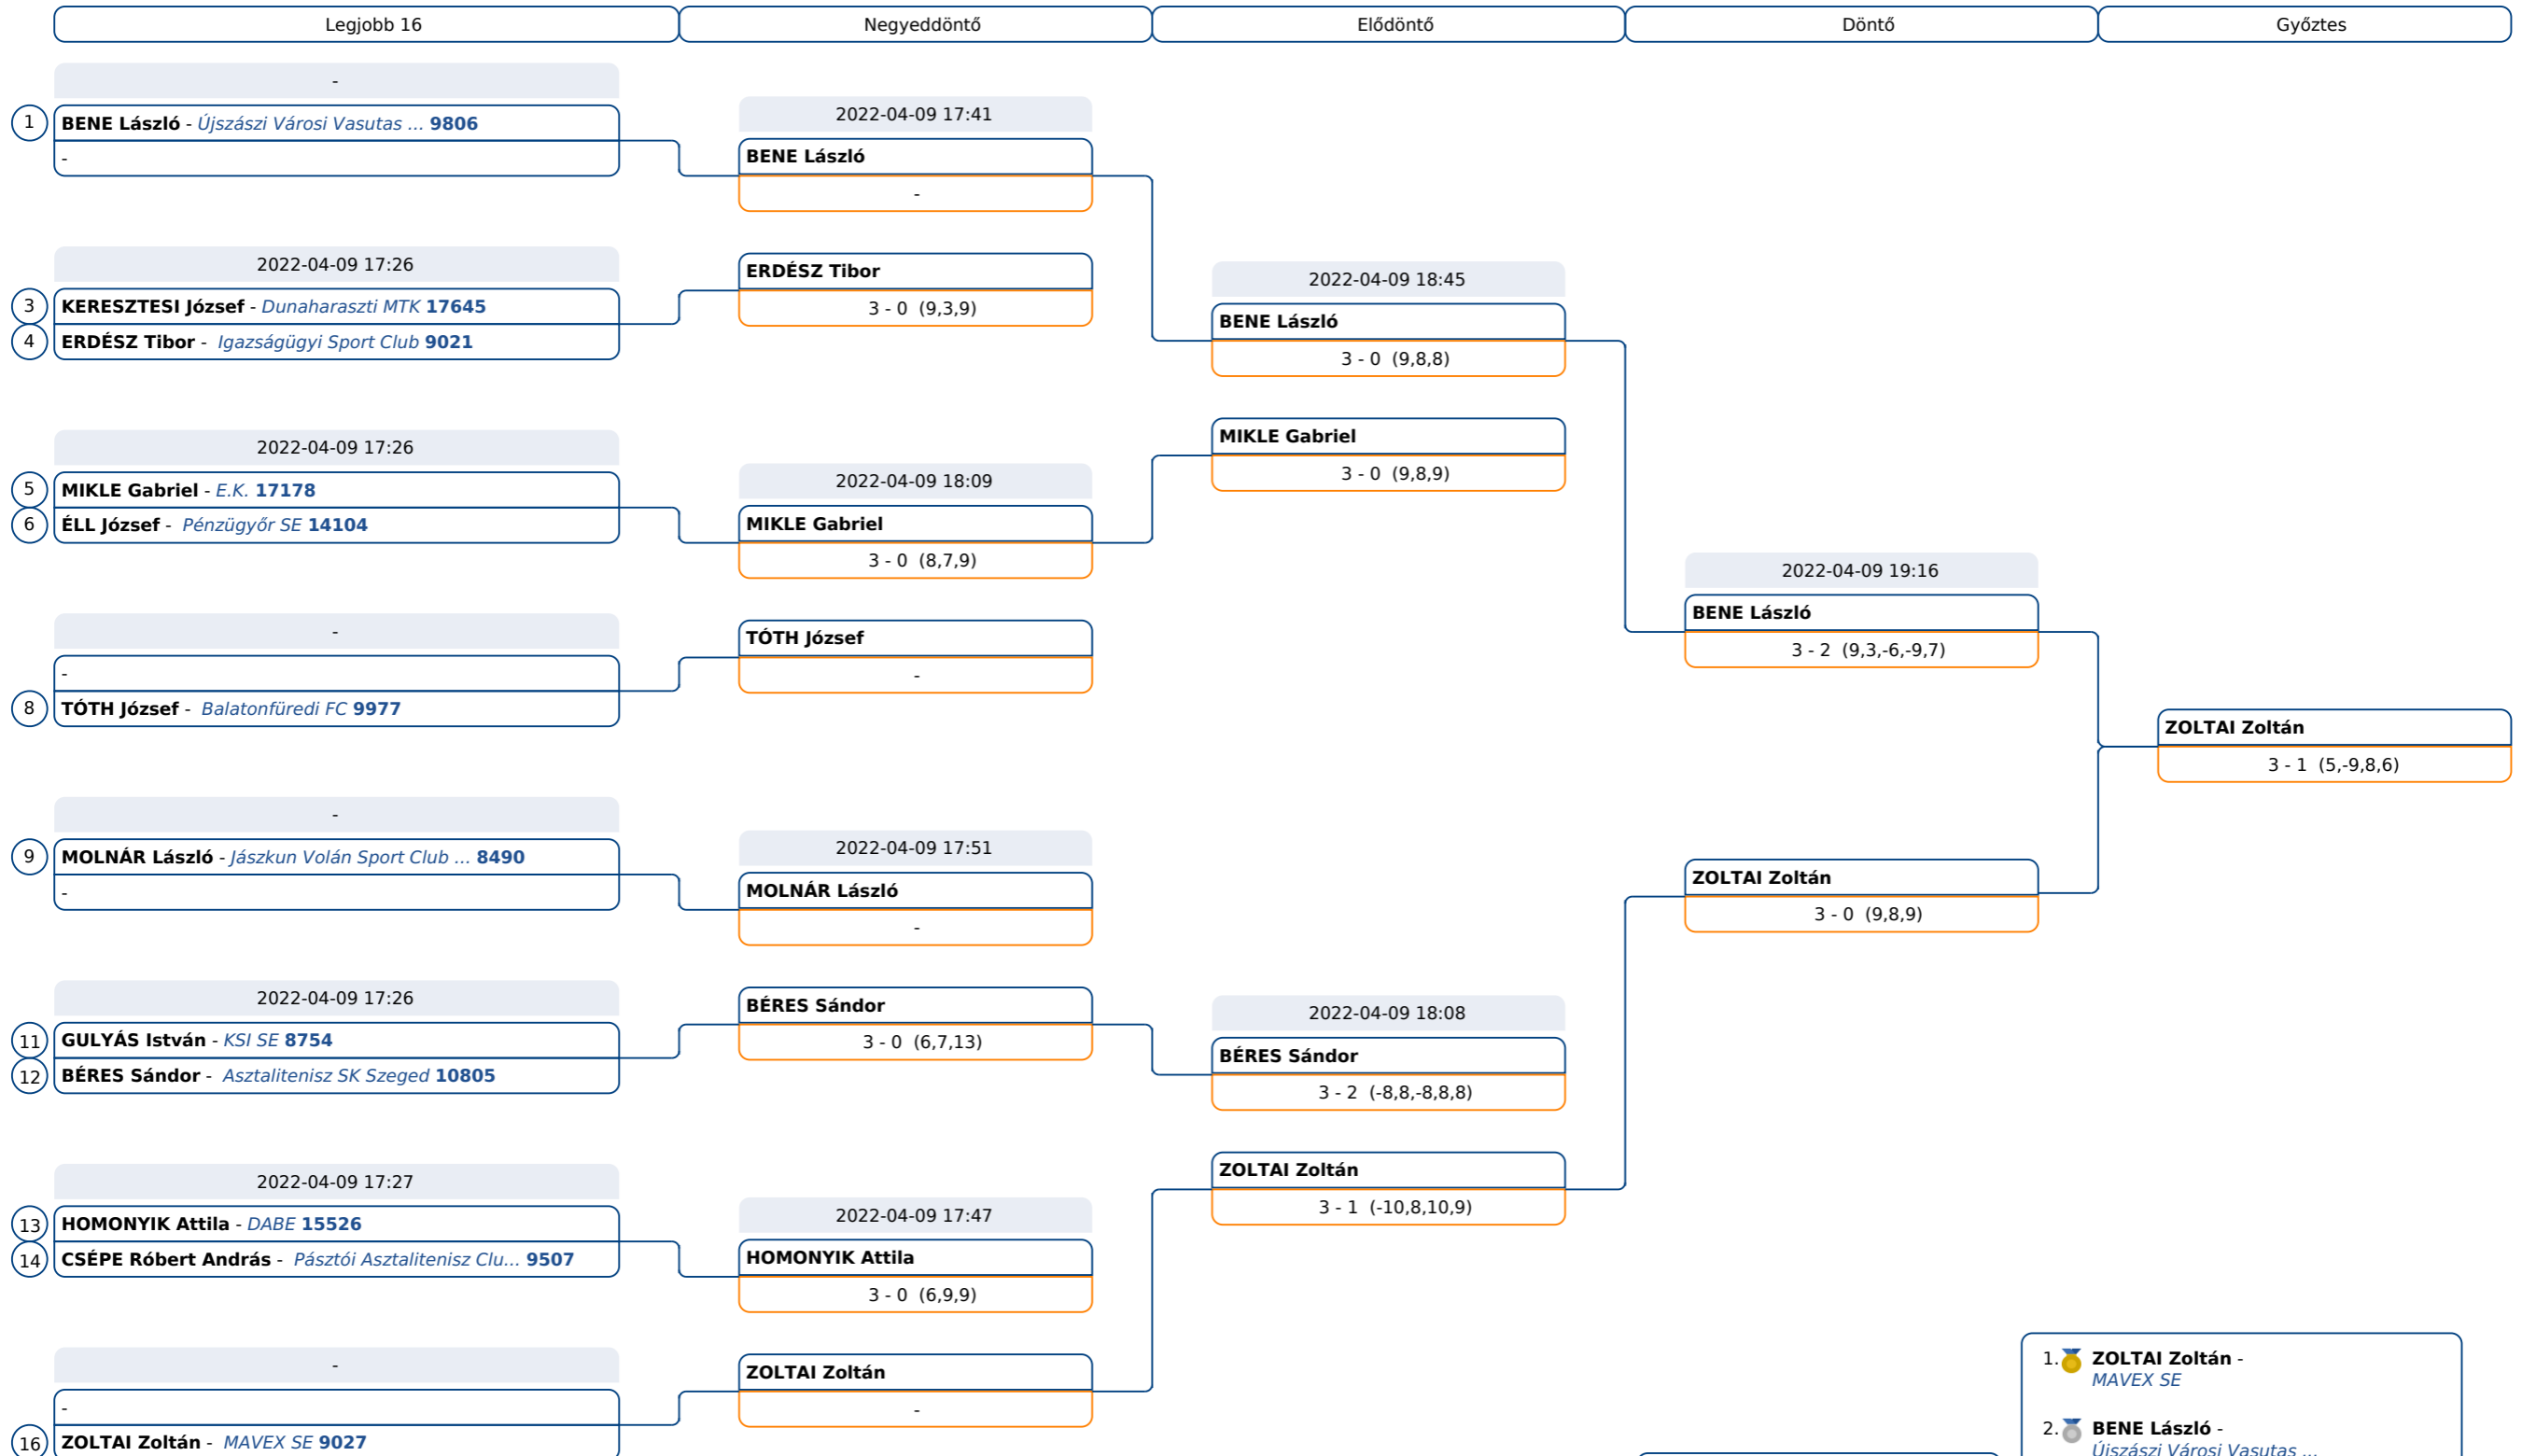 Legjobb 16
Negyeddöntő
Elődöntő
Döntő
Győztes
-
1 BENE László - Újszászi Városi Vasutas ... 9806
-
2022-04-09 17:26
3 KERESZTESI József - Dunaharaszti MTK 17645
4 ERDÉSZ Tibor - Igazságügyi Sport Club 9021
2022-04-09 17:26
5 MIKLE Gabriel - E.K. 17178
6 ÉLL József - Pénzügyőr SE 14104
-
-
8 TÓTH József - Balatonfüredi FC 9977
-
9 MOLNÁR László - Jászkun Volán Sport Club ... 8490
-
2022-04-09 17:26
11 GULYÁS István - KSI SE 8754
12 BÉRES Sándor - Asztalitenisz SK Szeged 10805
2022-04-09 17:27
13 HOMONYIK Attila - DABE 15526
14 CSÉPE Róbert András - Pásztói Asztalitenisz Clu... 9507
-
-
16 ZOLTAI Zoltán - MAVEX SE 9027
2022-04-09 17:41
BENE László
-
ERDÉSZ Tibor
3 - 0 (9,3,9)
2022-04-09 18:09
MIKLE Gabriel
3 - 0 (8,7,9)
TÓTH József
-
2022-04-09 17:51
MOLNÁR László
-
BÉRES Sándor
3 - 0 (6,7,13)
2022-04-09 17:47
HOMONYIK Attila
3 - 0 (6,9,9)
ZOLTAI Zoltán
-
2022-04-09 18:45
BENE László
3 - 0 (9,8,8)
MIKLE Gabriel
3 - 0 (9,8,9)
2022-04-09 18:08
BÉRES Sándor
3 - 2 (-8,8,-8,8,8)
ZOLTAI Zoltán
3 - 1 (-10,8,10,9)
2022-04-09 19:16
BENE László
3 - 2 (9,3,-6,-9,7)
ZOLTAI Zoltán
3 - 0 (9,8,9)
ZOLTAI Zoltán
3 - 1 (5,-9,8,6)
1. ZOLTAI Zoltán -
MAVEX SE
2. BENE László -
Újszászi Városi Vasutas ...